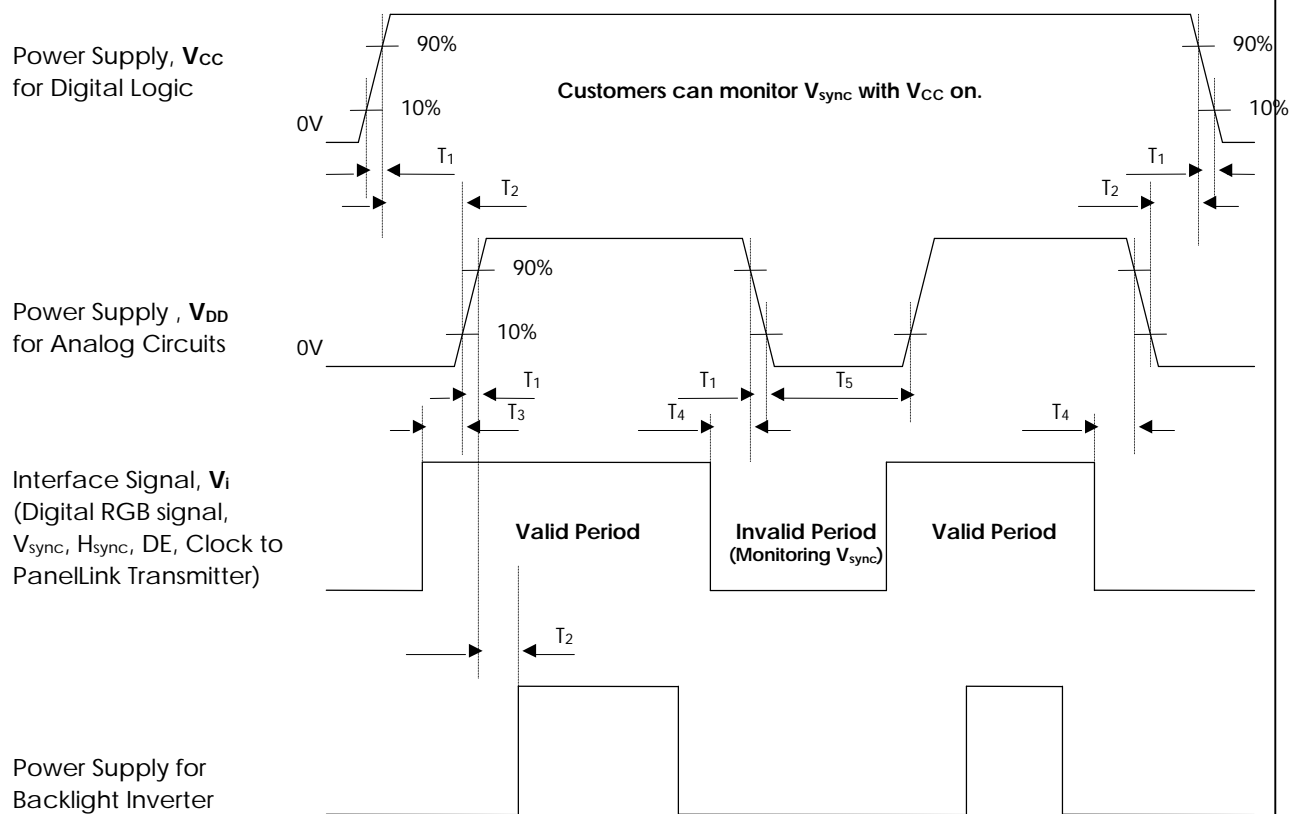 Power Supply, VCC
for Digital Logic
90%
10%
0V
Customers can monitor Vsync with VCC on.
90%
10%
T1
T2
T1
T2
Power Supply , VDD
for Analog Circuits
90%
10%
0V
T1
T3
T1
T5
T4
T4
Interface Signal, Vi
(Digital RGB signal,
Vsync, Hsync, DE, Clock to
PanelLink Transmitter)
Valid Period
Invalid Period
(Monitoring Vsync)
Valid Period
T2
Power Supply for
Backlight Inverter